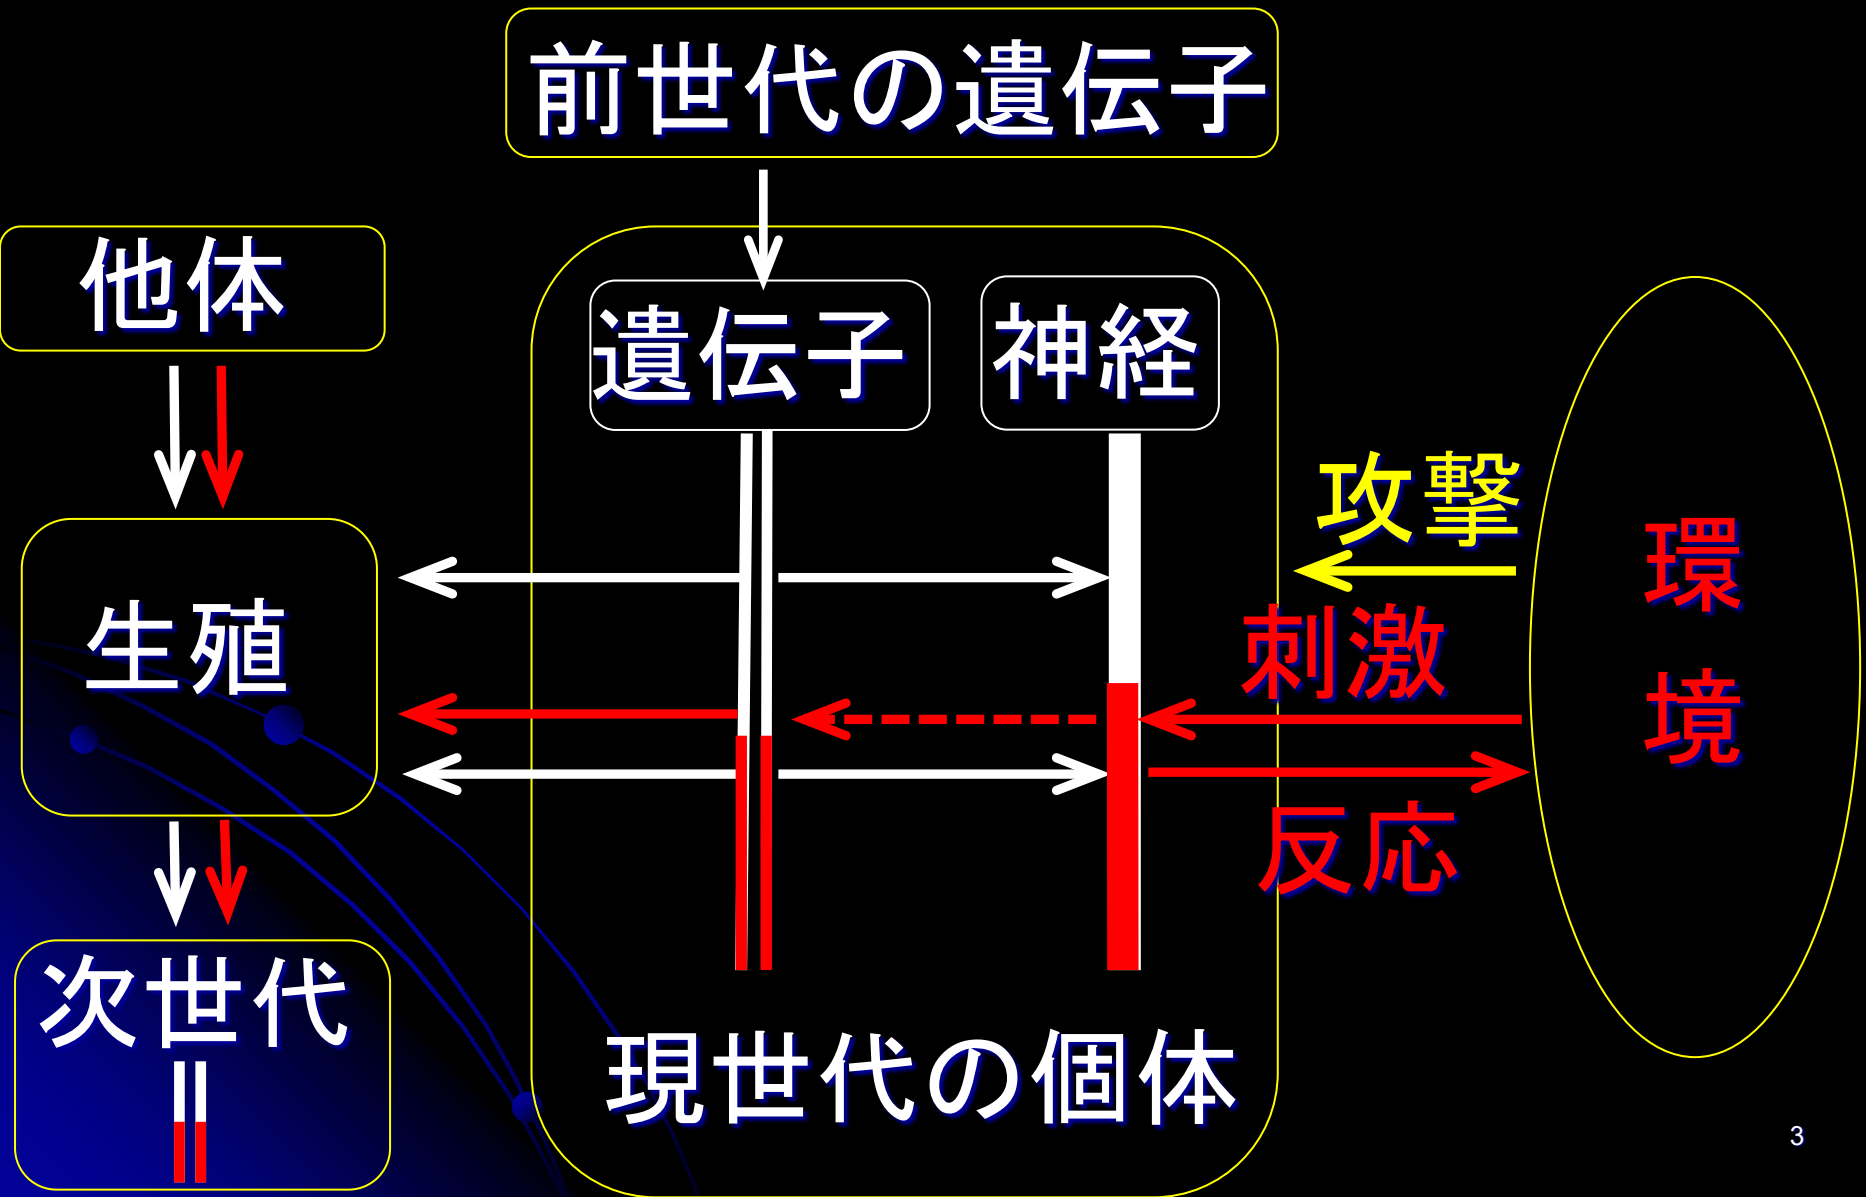 前世代の遺伝子
他体
遺伝子
神経
攻撃
刺激
環
境
生殖
反応
次世代
現世代の個体
3